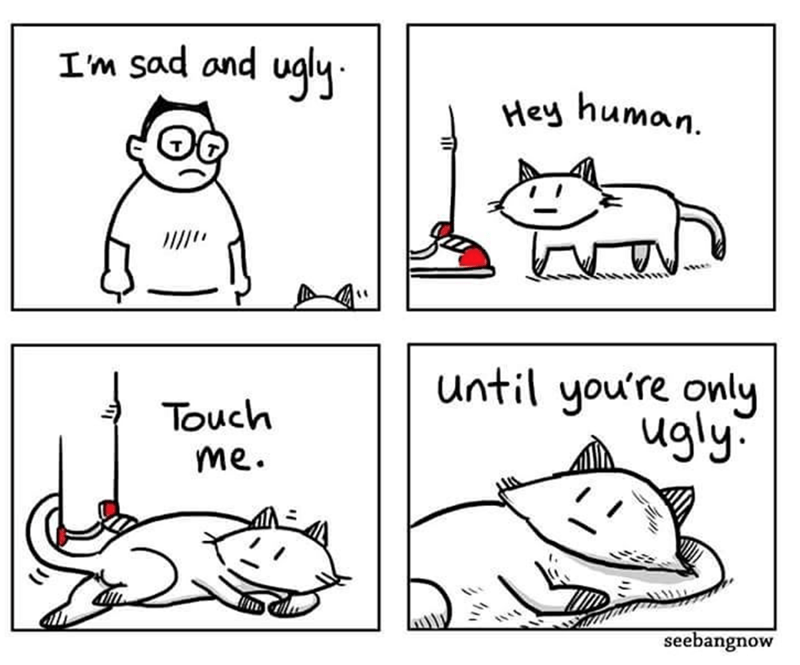 I'm sad and ugly.
Hey human.
Touch
me.
until you're only
ugly.
seebangnow